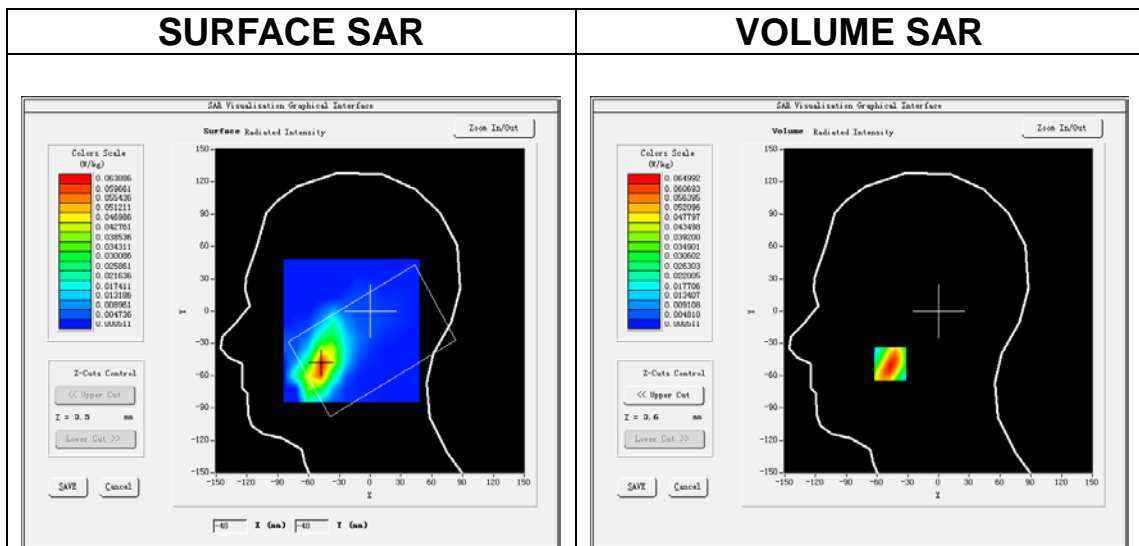 SURFACE SAR
VOLUME SAR
SAR Visualisation Graphical Interface
Surface Radiated Intensity
Zoom In/Out
Colors Scale
(W/kg)
0.063886
0.059661
0.055436
0.051211
0.046986
0.042761
0.038536
0.034311
0.030086
0.025861
0.021636
0.017411
0.013186
0.008961
0.004736
0.000511
Z-Cuts Control
<< Upper Cut
Z = 3.5 mm
Lower Cut >>
SAVE
Cancel
150
120
90
60
30
0
-30
-60
-90
-120
-150
Y
-150 -120 -90 -60 -30 0 30 60 90 120 150
X
-48 X (mm) -48 Y (mm)
SAR Visualisation Graphical Interface
Volume Radiated Intensity
Zoom In/Out
Colors Scale
(W/kg)
0.064992
0.060693
0.056395
0.052096
0.047797
0.043498
0.039200
0.034901
0.030602
0.026303
0.022005
0.017706
0.013407
0.009108
0.004810
0.000511
Z-Cuts Control
<< Upper Cut
Z = 3.6 mm
Lower Cut >>
SAVE
Cancel
150
120
90
60
30
0
-30
-60
-90
-120
-150
Y
-150 -120 -90 -60 -30 0 30 60 90 120 150
X